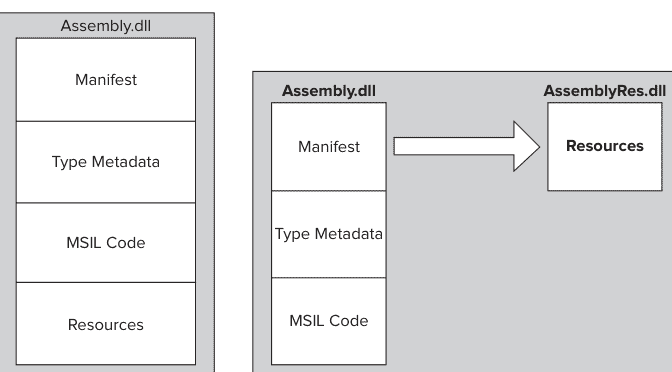 Assembly.dll
Manifest
Type Metadata
MSIL Code
Resources
Assembly.dll
Manifest
Type Metadata
MSIL Code
AssemblyRes.dll
Resources